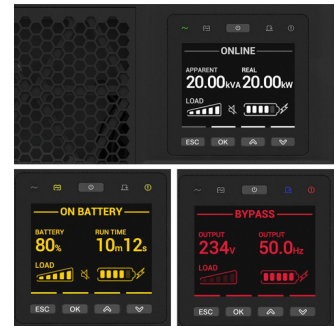 ONLINE
APPARENT REAL
20.00kVA 20.00kW
LOAD
ESC OK
ON BATTERY
BATTERY RUN TIME
80% 10m12s
LOAD
ESC OK
BYPASS
OUTPUT OUTPUT
234V 50.0Hz
LOAD
ESC OK